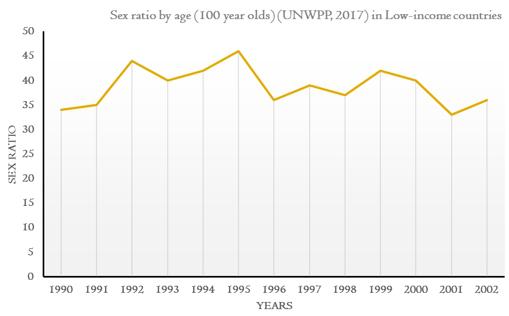 Sex ratio by age (100 year olds) (UNWPP, 2017) in Low-income countries
50
45
40
35
30
25
20
15
10
5
0
SEX RATIO
1990 1991 1992 1993 1994 1995 1996 1997 1998 1999 2000 2001 2002
YEARS